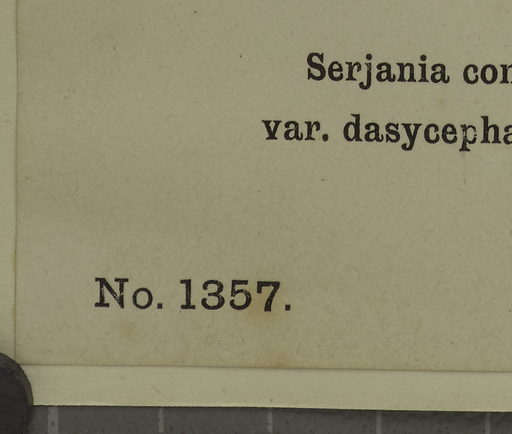 Serjania con
var. dasycepha
No. 1357.